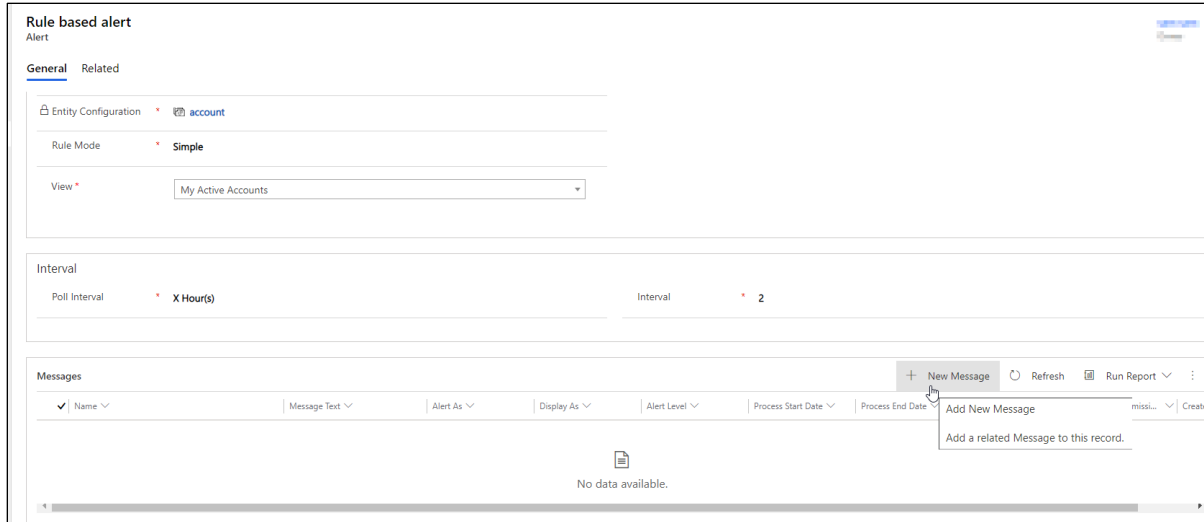 Rule based alert
Alert
General Related
Entity Configuration * account
Rule Mode * Simple
View * My Active Accounts
Interval
Poll Interval * X Hour(s) Interval * 2
Messages New Message Refresh Run Report
Name Message Text Alert As Display As Alert Level Process Start Date Process End Date missi... Create
Add New Message
Add a related Message to this record.
No data available.